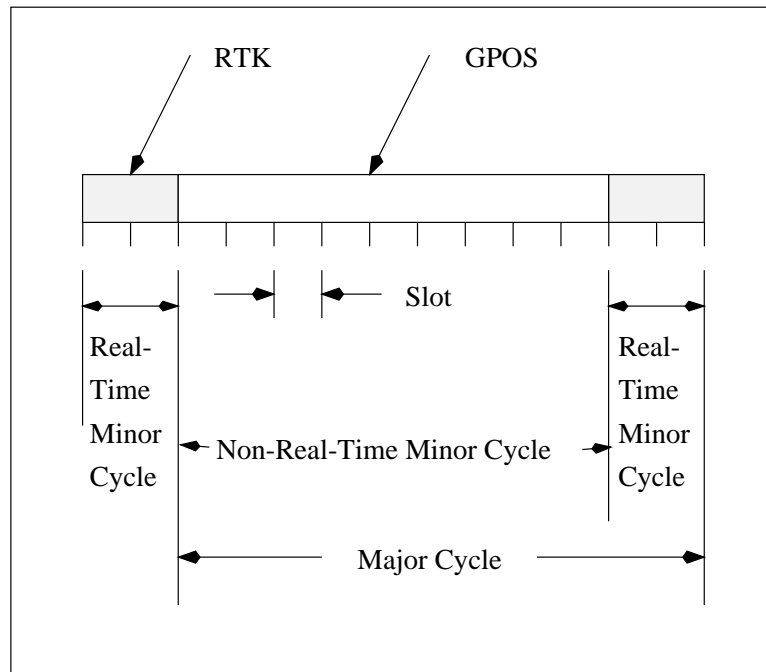 RTK
GPOS
Slot
Real-
Time
Minor
Cycle
Non-Real-Time Minor Cycle
Real-
Time
Minor
Cycle
Major Cycle